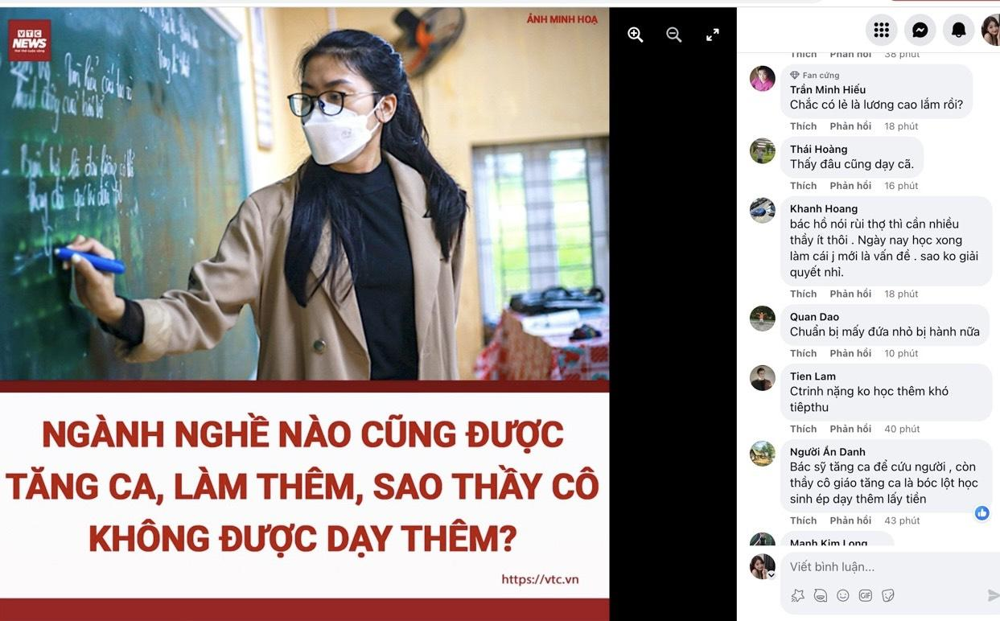 VTC
NEWS
ẢNH MINH HOẠ
NGÀNH NGHỀ NÀO CŨNG ĐƯỢC
TĂNG CA, LÀM THÊM, SAO THẦY CÔ
KHÔNG ĐƯỢC DẠY THÊM?
https://vtc.vn
Thích Phản hồi 38 phút
Fan cứng
Trần Minh Hiếu
Chắc có lẻ là lương cao lắm rồi?
Thích Phản hồi 18 phút
Thái Hoàng
Thấy đâu cũng dạy cã.
Thích Phản hồi 16 phút
Khanh Hoang
bác hồ nói rùi thợ thì cần nhiều
thầy ít thôi . Ngày nay học xong
làm cái j mới là vấn đề . sao ko giải
quyết nhỉ.
Thích Phản hồi 18 phút
Quan Dao
Chuẩn bị mấy đứa nhỏ bị hành nữa
Thích Phản hồi 10 phút
Tien Lam
Ctrinh nặng ko học thêm khó
tiêpthu
Thích Phản hồi 40 phút
Người Ẩn Danh
Bác sỹ tăng ca để cứu người , còn
thầy cô giáo tăng ca là bóc lột học
sinh ép dạy thêm lấy tiền
Thích Phản hồi 43 phút
Manh Kim Long
Viết bình luận...
GIF